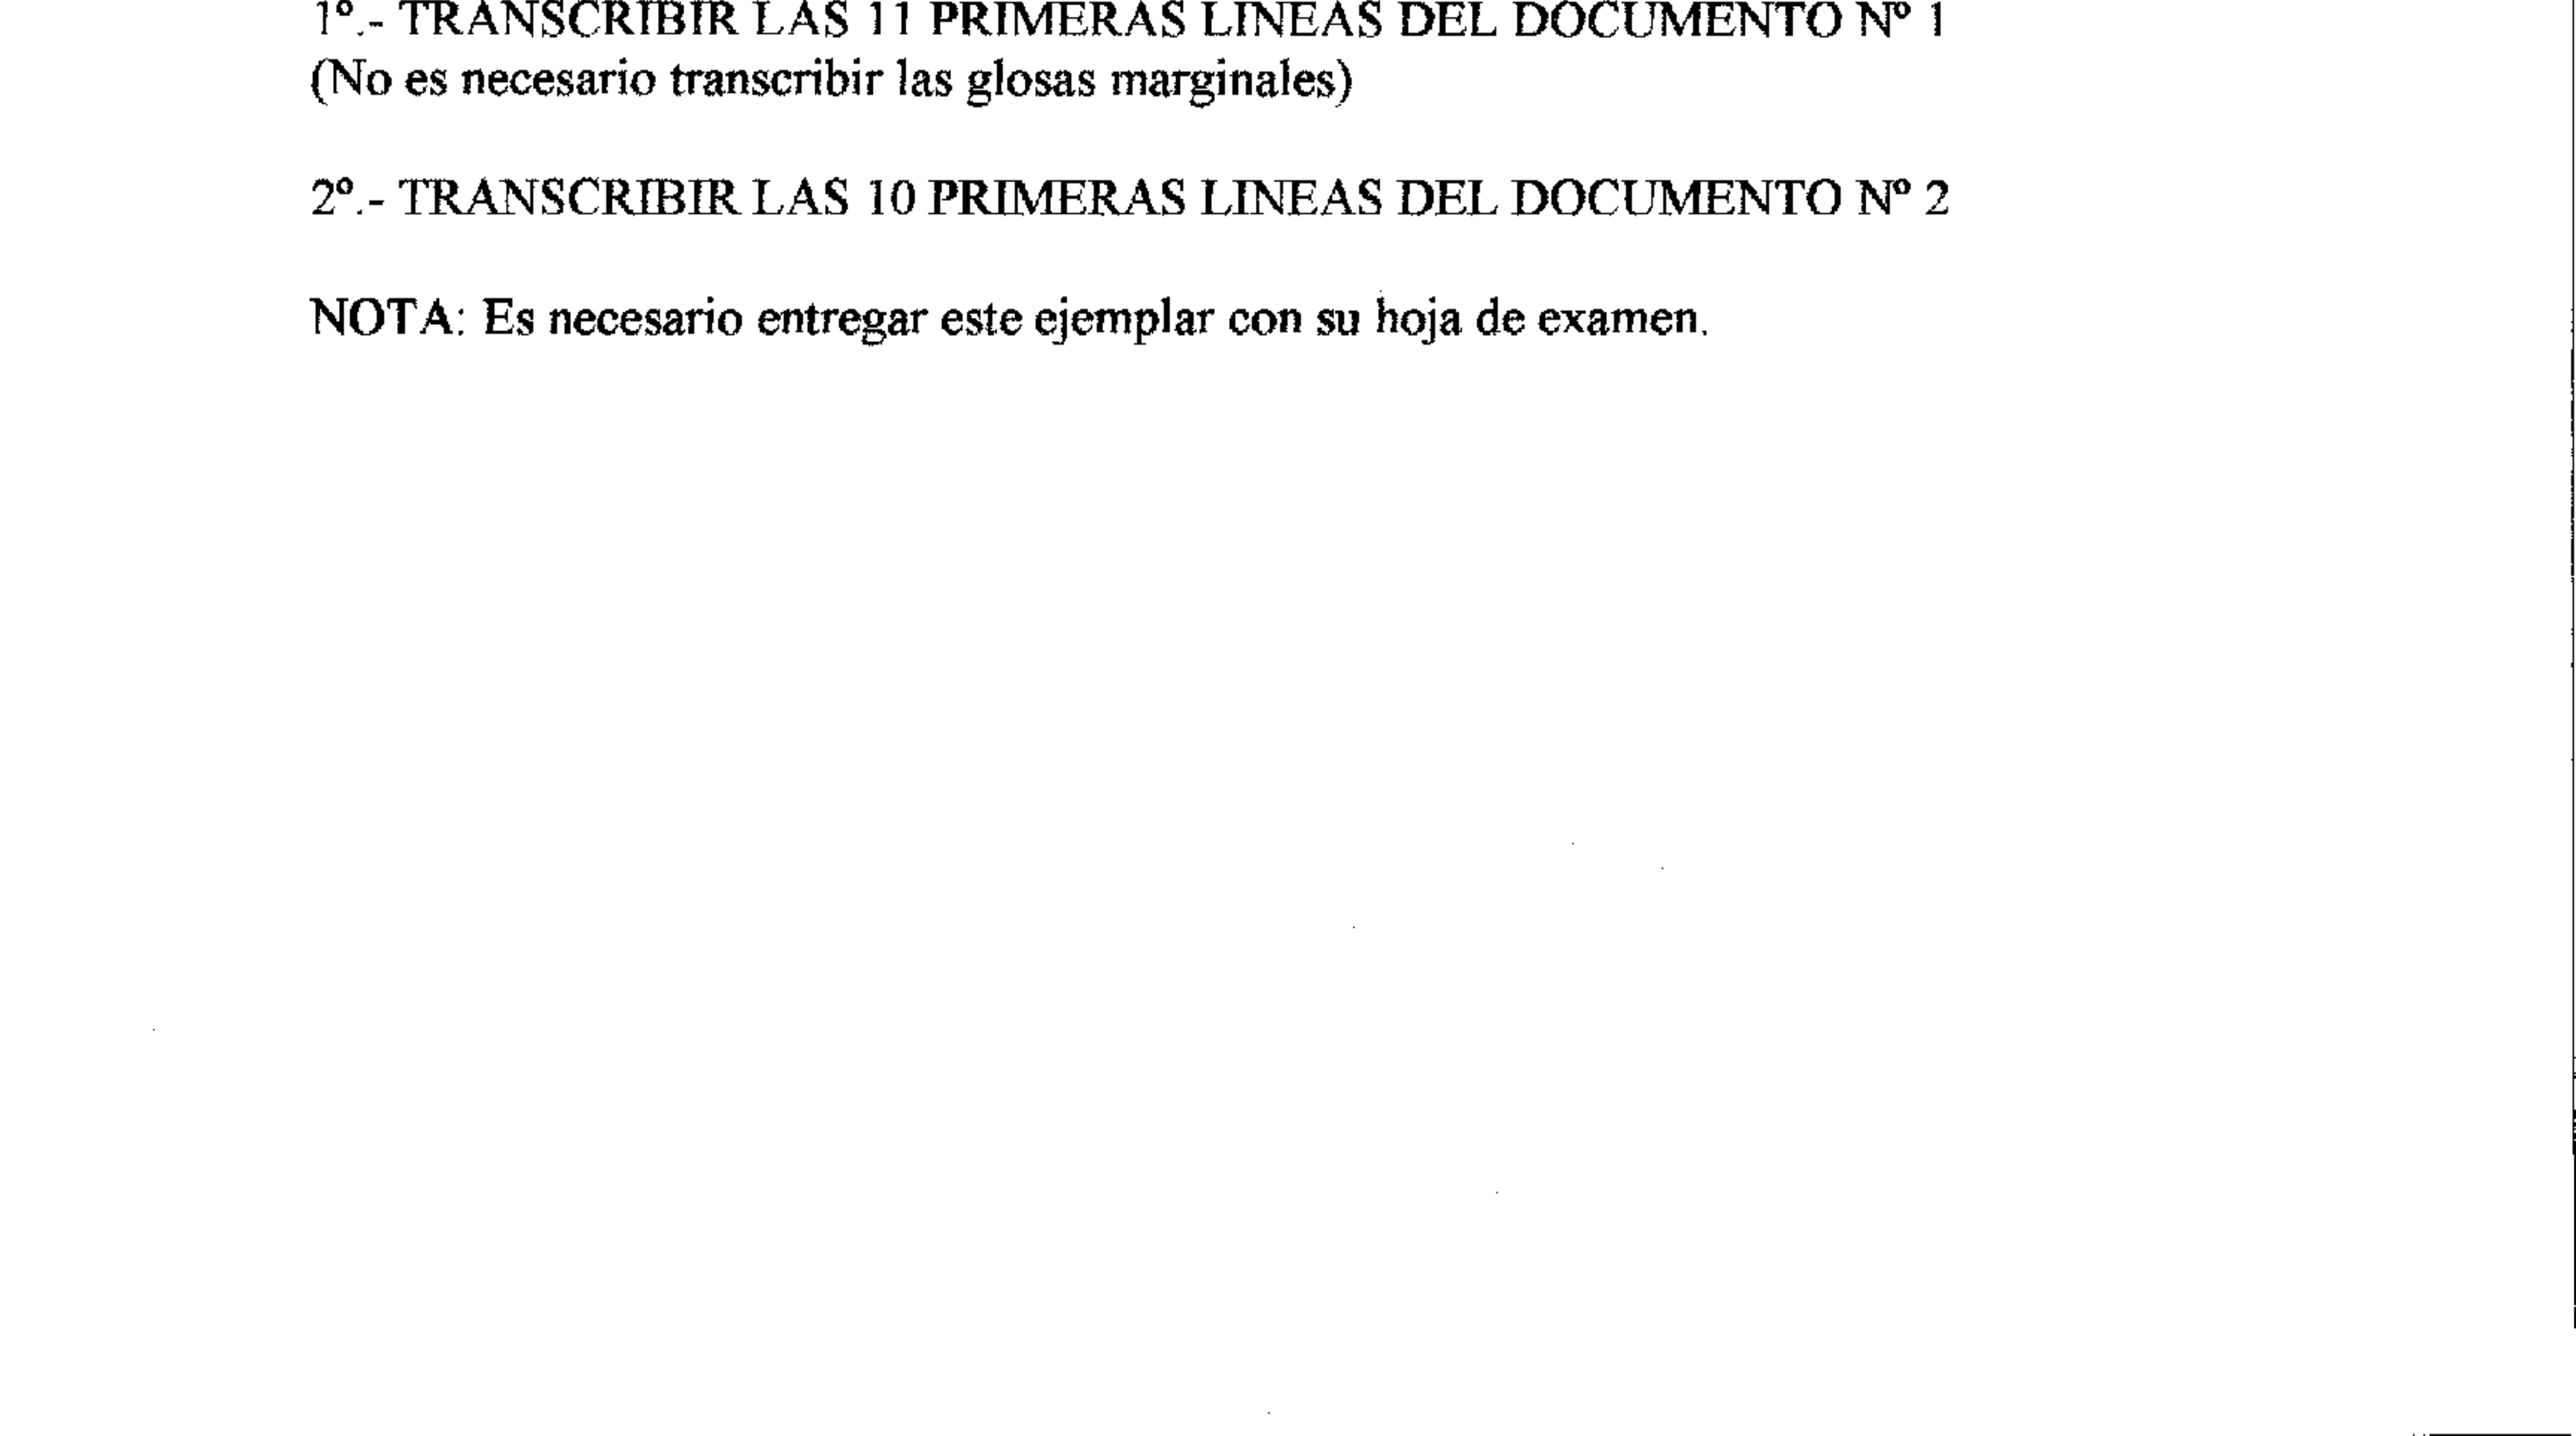 1º.- TRANSCRIBIR LAS 11 PRIMERAS LINEAS DEL DOCUMENTO Nº 1
(No es necesario transcribir las glosas marginales)
2º.- TRANSCRIBIR LAS 10 PRIMERAS LINEAS DEL DOCUMENTO Nº 2
NOTA: Es necesario entregar este ejemplar con su hoja de examen.